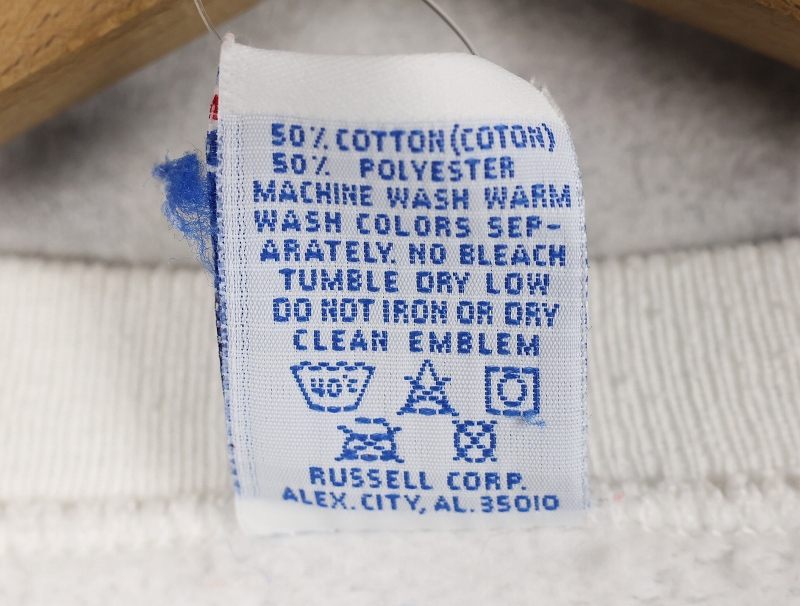 50% COTTON (COTON)
50% POLYESTER
MACHINE WASH WARM
WASH COLORS SEP-
ARATELY. NO BLEACH
TUMBLE DRY LOW
DO NOT IRON OR DRY
CLEAN EMBLEM
40°C
RUSSELL CORP.
ALEX. CITY, AL. 35010